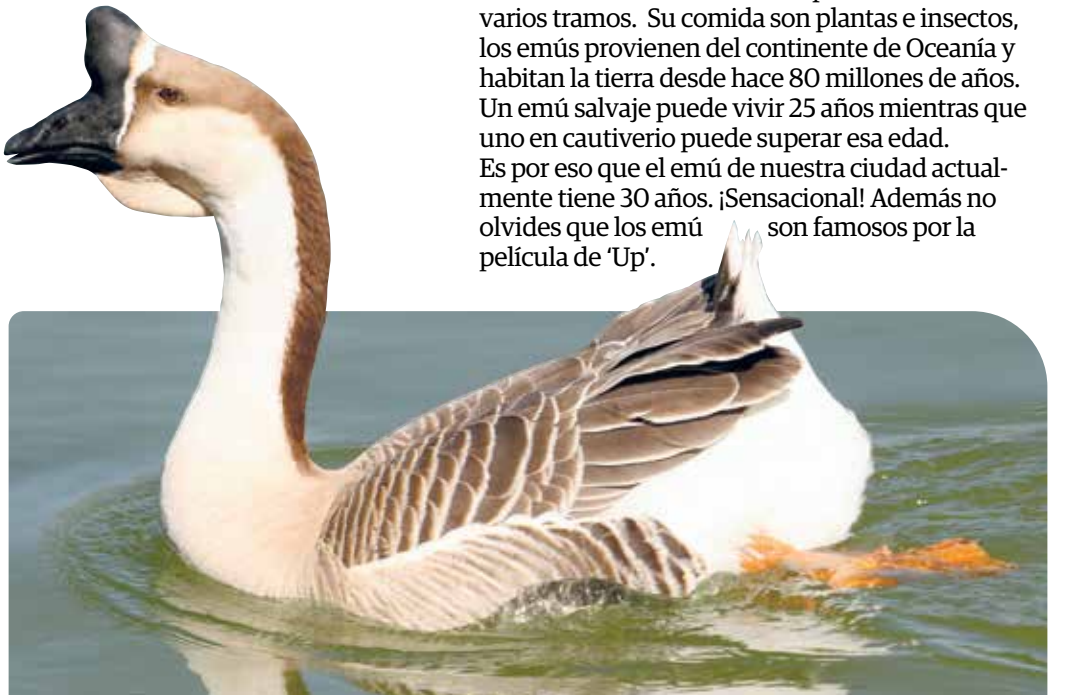 varios tramos. Su comida son plantas e insectos,
los emús provienen del continente de Oceanía y
habitan la tierra desde hace 80 millones de años.
Un emú salvaje puede vivir 25 años mientras que
uno en cautiverio puede superar esa edad.
Es por eso que el emú de nuestra ciudad actual-
mente tiene 30 años. ¡Sensacional! Además no
olvides que los emú son famosos por la
película de ‘Up’.